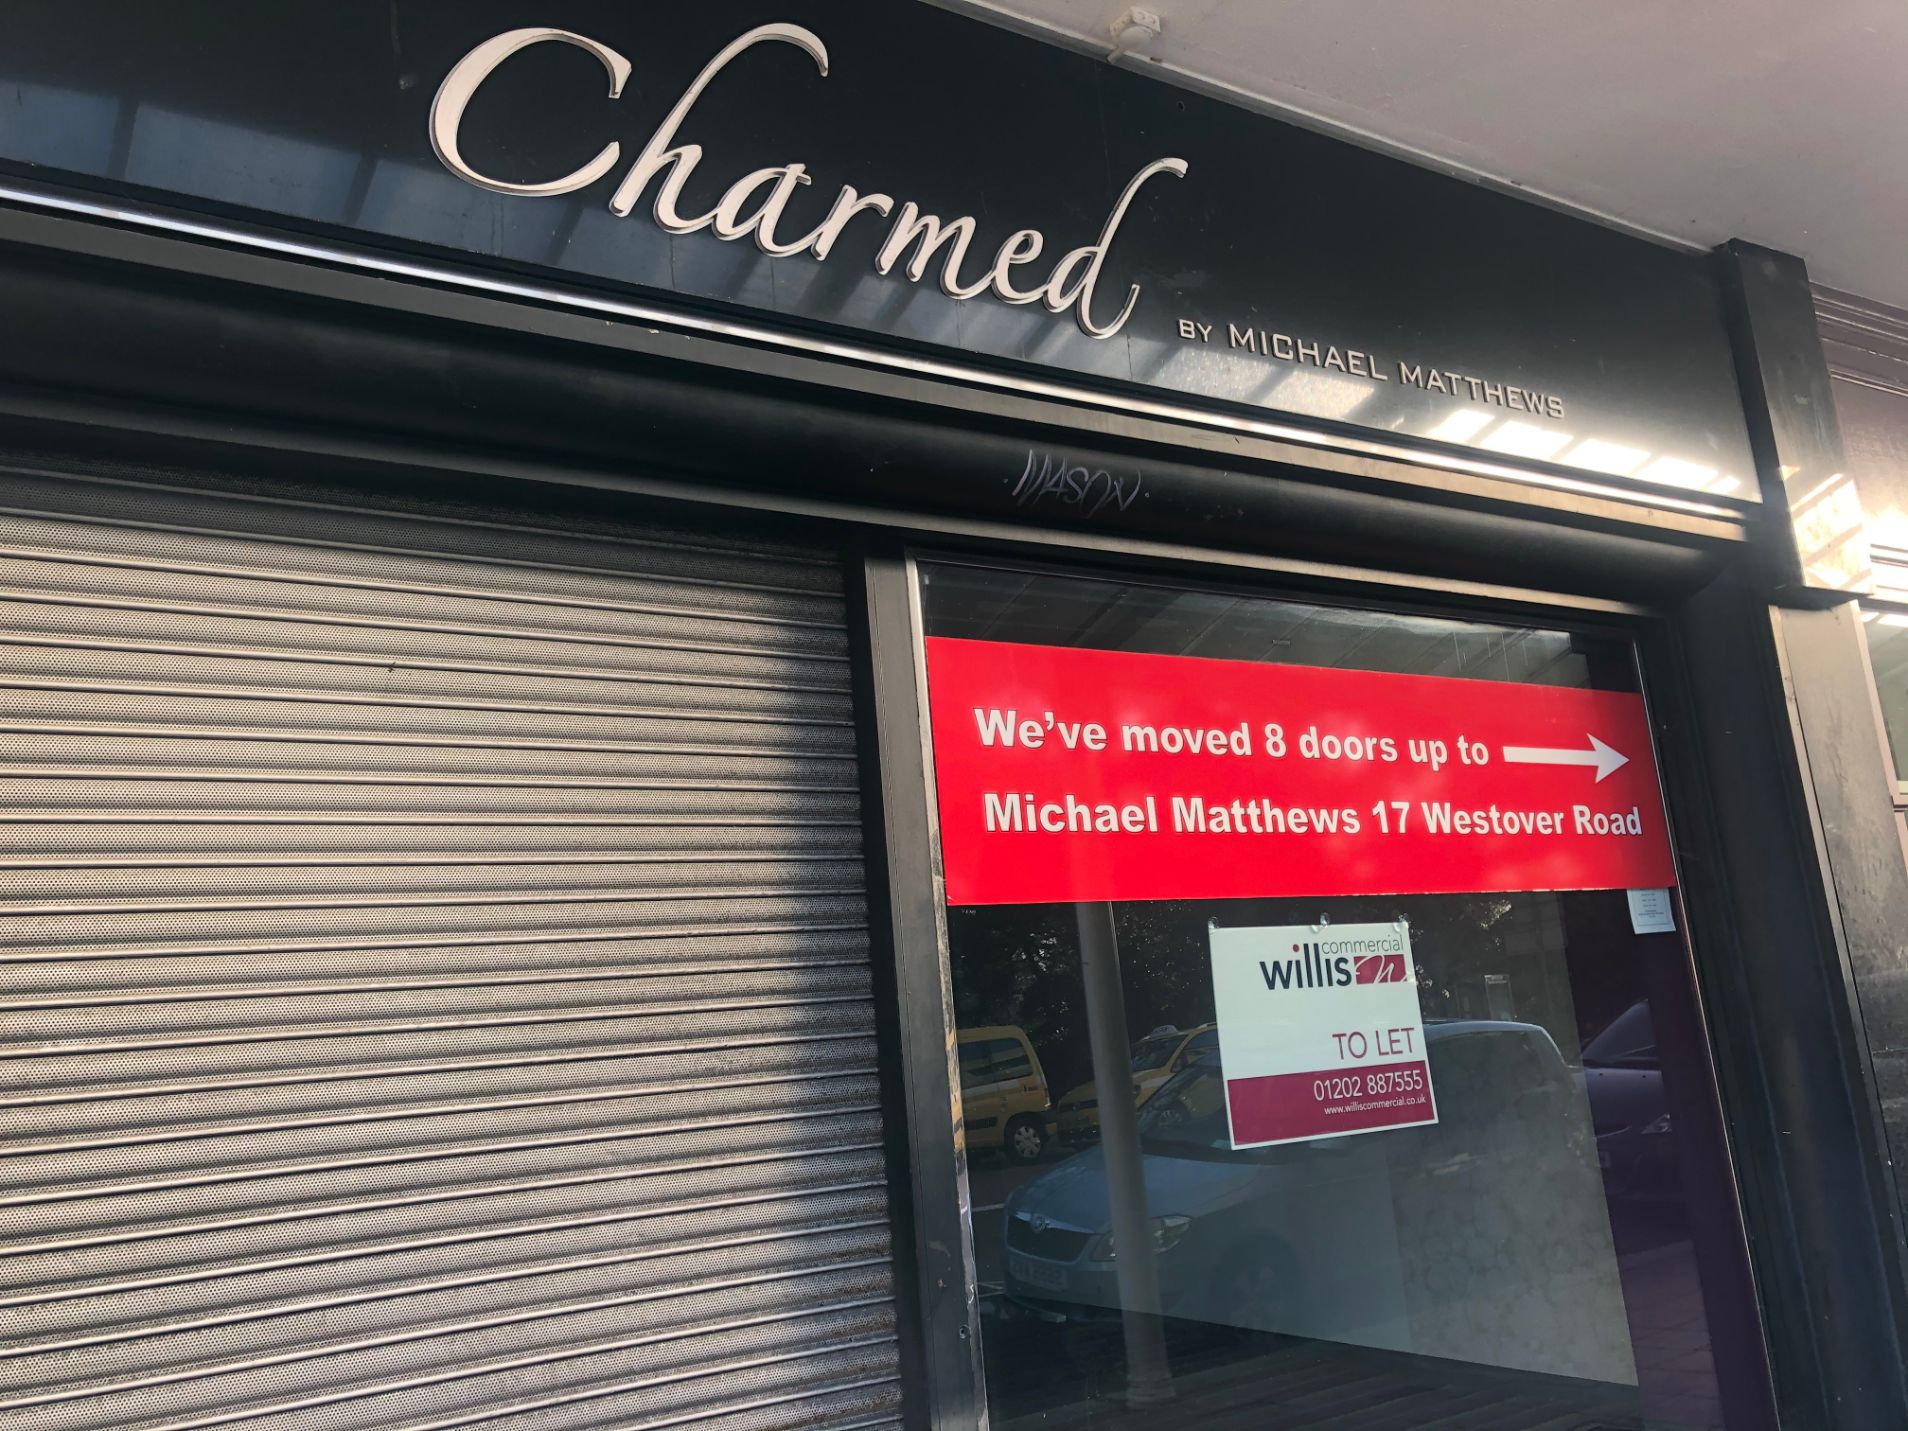 Charmed
BY MICHAEL MATTHEWS
MASON
We've moved 8 doors up to
Michael Matthews 17 Westover Road
commercial
willis
TO LET
01202 887555
www.williscommercial.co.uk